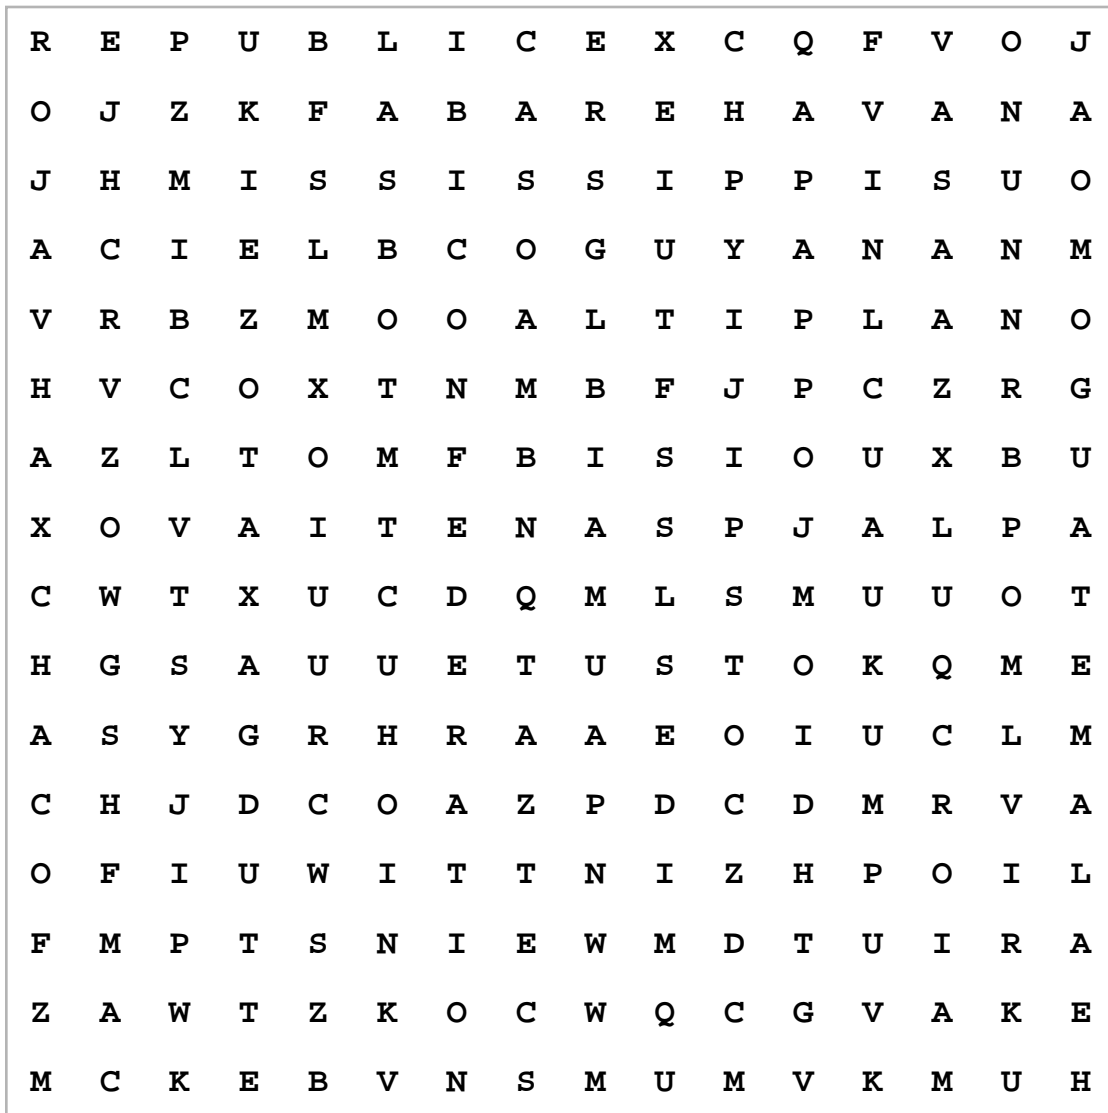 R E P U B L I C E X C Q F V O J
O J Z K F A B A R E H A V A N A
J H M I S S I S S I P P I S U O
A C I E L B C O G U Y A N A N M
V R B Z M O O A L T I P L A N O
H V C O X T N M B F J P C Z R G
A Z L T O M F B I S I O U X B U
X O V A I T E N A S P J A L P A
C W T X U C D Q M L S M U U O T
H G S A U U E T U S T O K Q M E
A S Y G R H R A A E O I U C L M
C H J D C O A Z P D C D M R V A
O F I U W I T T N I Z H P O I L
F M P T S N I E W M D T U I R A
Z A W T Z K O C W Q C G V A K E
M C K E B V N S M U M V K M U H